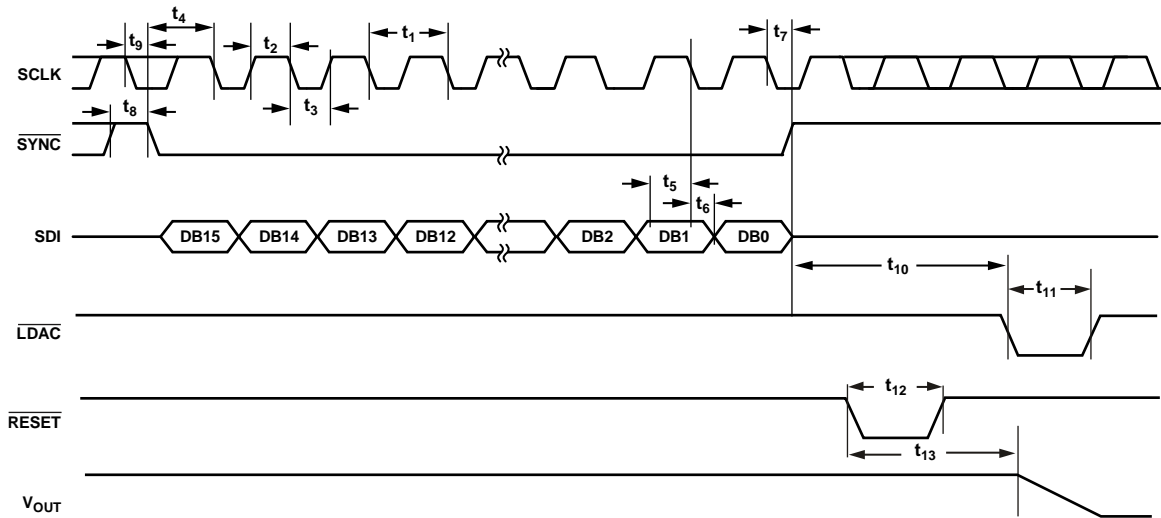 t4
t9 t2 t1 t7
SCLK
t8 t3
SYNC
t5
t6
SDI DB15 DB14 DB13 DB12 DB2 DB1 DB0
t10
t11
LDAC
t12
RESET
t13
VOUT